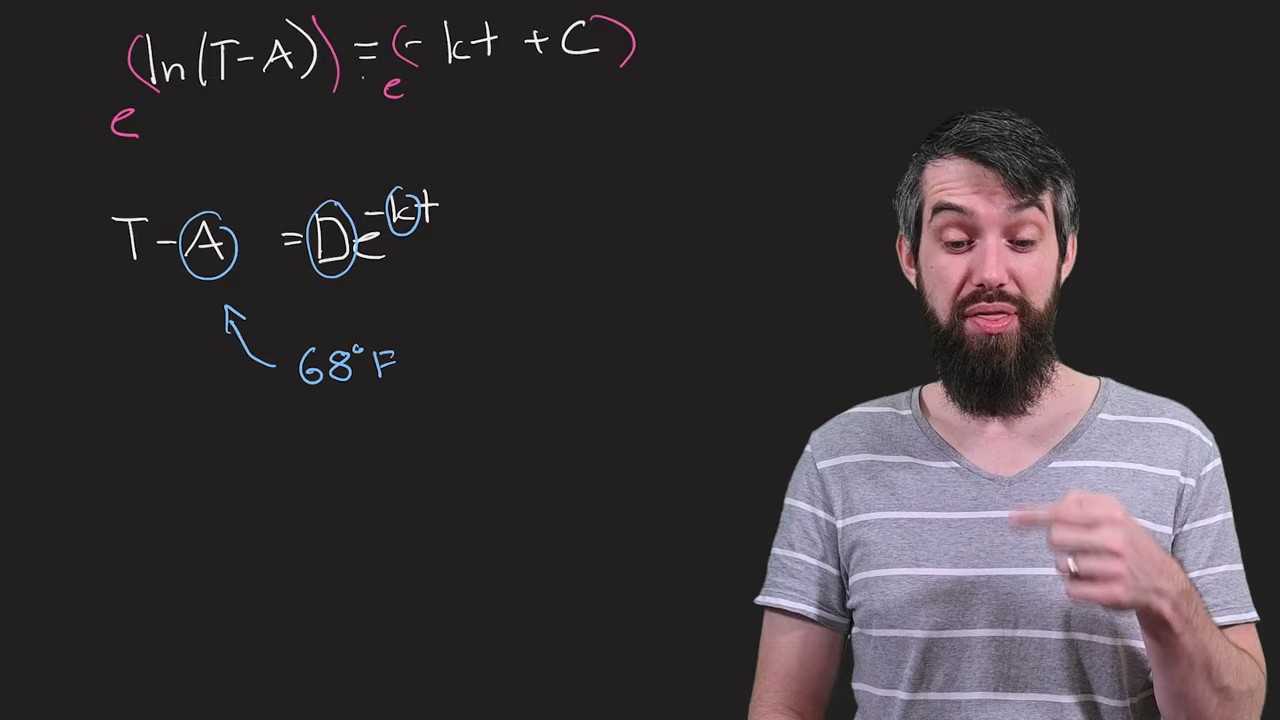 e^(ln(T-A)) = e^(-kt + C)
T-A = De^-kt
68°F